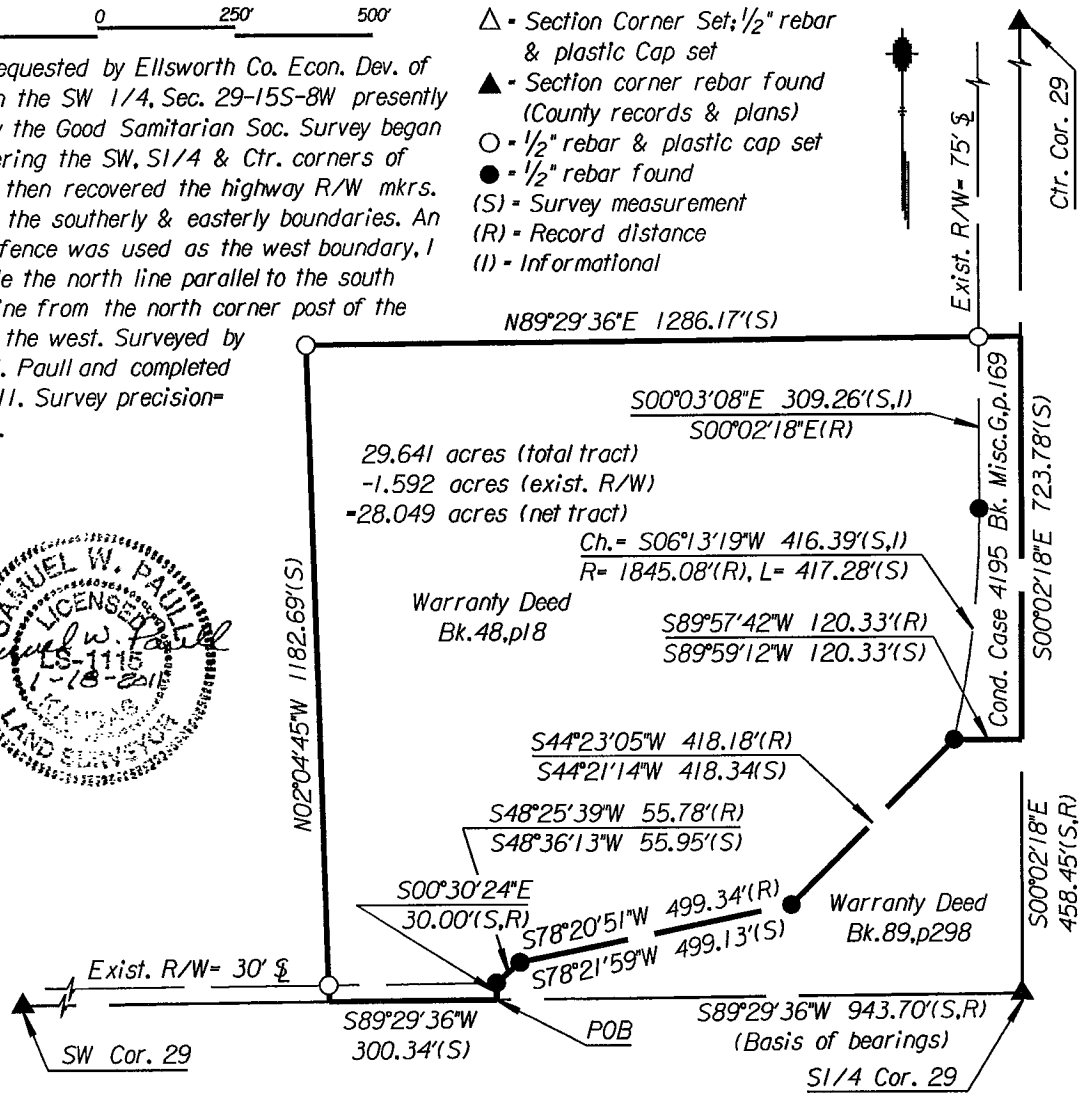 0 250' 500'
equested by Ellsworth Co. Econ. Dev. of
n the SW 1/4, Sec. 29-15S-8W presently
y the Good Samitarian Soc. Survey began
ering the SW, S1/4 & Ctr. corners of
then recovered the highway R/W mkrs.
the southerly & easterly boundaries. An
fence was used as the west boundary, I
le the north line parallel to the south
ine from the north corner post of the
the west. Surveyed by
. Paull and completed
11. Survey precision=
△ = Section Corner Set; 1/2" rebar
& plastic Cap set
▲ = Section corner rebar found
(County records & plans)
○ = 1/2" rebar & plastic cap set
● = 1/2" rebar found
(S) = Survey measurement
(R) = Record distance
(I) = Informational
Exist. R/W= 75' ℄
Ctr. Cor. 29
N89°29'36"E 1286.17'(S)
S00°03'08"E 309.26'(S,I)
S00°02'18"E(R)
29.641 acres (total tract)
-1.592 acres (exist. R/W)
=28.049 acres (net tract)
Ch.= S06°13'19"W 416.39'(S,I)
R= 1845.08'(R), L= 417.28'(S)
Cond. Case 4195 Bk. Misc.G,p.169
S00°02'18"E 723.78'(S)
Warranty Deed
Bk.48,p18
S89°57'42"W 120.33'(R)
S89°59'12"W 120.33'(S)
N02°04'45"W 1182.69'(S)
SAMUEL W. PAULL
LICENSED
LS-1115
1-18-2011
KANSAS
LAND SURVEYOR
S44°23'05"W 418.18'(R)
S44°21'14"W 418.34(S)
S48°25'39"W 55.78'(R)
S48°36'13"W 55.95'(S)
S00°30'24"E
30.00'(S,R)
S78°20'51"W 499.34'(R)
S78°21'59"W 499.13'(S)
Warranty Deed
Bk.89,p298
S00°02'18"E
458.45'(S,R)
Exist. R/W= 30' ℄
S89°29'36"W
300.34'(S)
POB
S89°29'36"W 943.70'(S,R)
(Basis of bearings)
SW Cor. 29
S1/4 Cor. 29